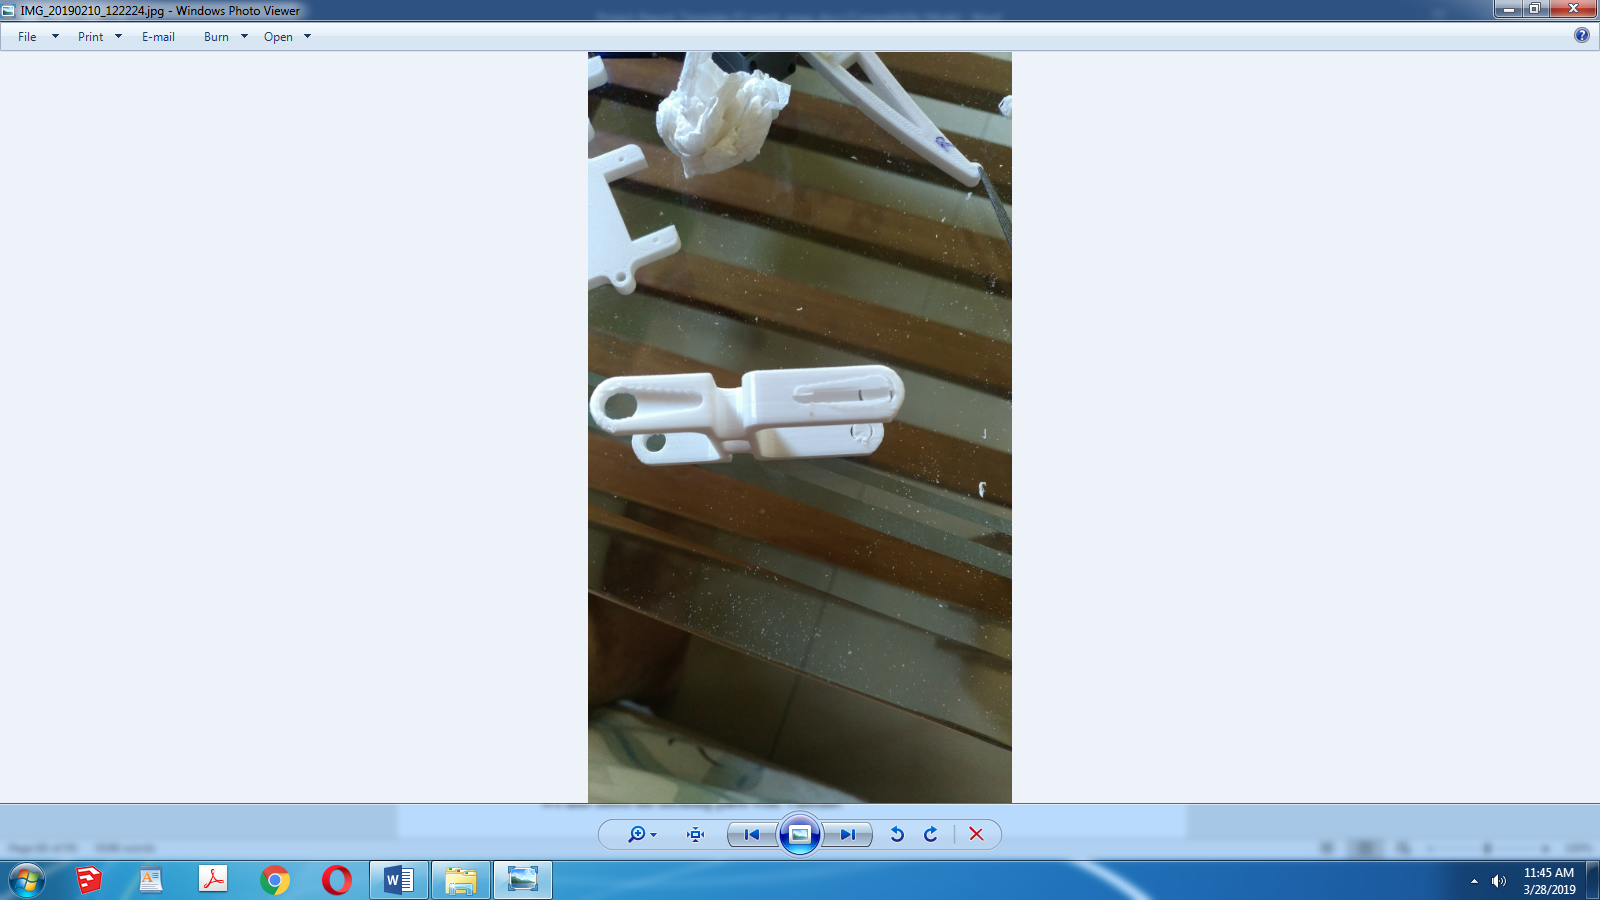 IMG_20190210_122224.jpg - Windows Photo Viewer
File Print E-mail Burn Open
11:45 AM
3/28/2019